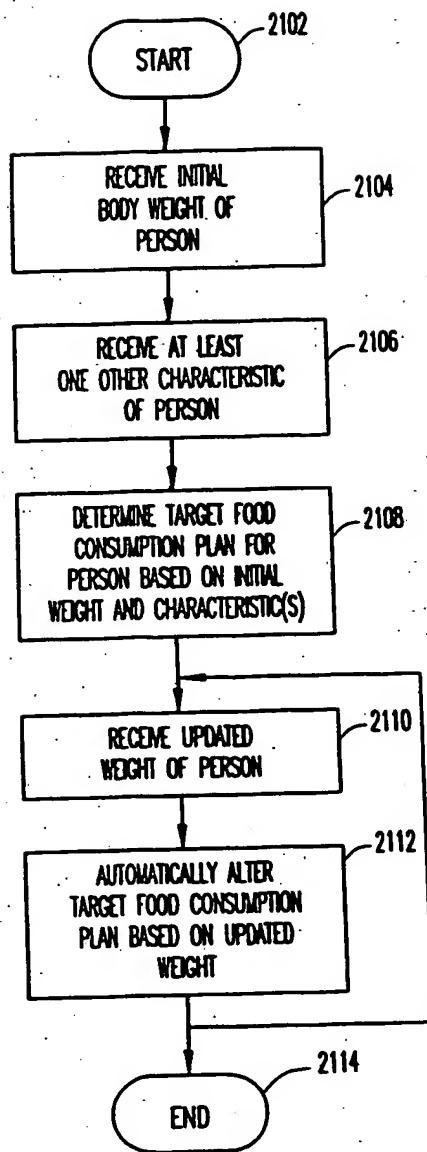 START
2102
RECEIVE INITIAL
BODY WEIGHT OF
PERSON
2104
RECEIVE AT LEAST
ONE OTHER CHARACTERISTIC
OF PERSON
2106
DETERMINE TARGET FOOD
CONSUMPTION PLAN FOR
PERSON BASED ON INITIAL
WEIGHT AND CHARACTERISTIC(S)
2108
RECEIVE UPDATED
WEIGHT OF PERSON
2110
AUTOMATICALLY ALTER
TARGET FOOD CONSUMPTION
PLAN BASED ON UPDATED
WEIGHT
2112
END
2114